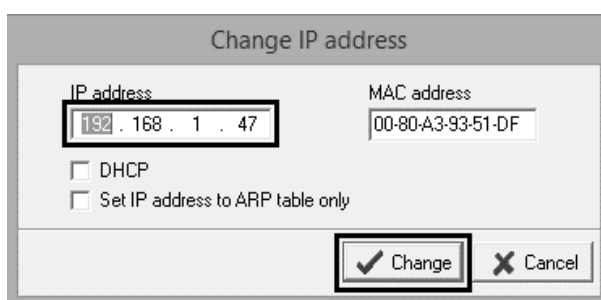 Change IP address
IP address MAC address
192 . 168 . 1 . 47 00-80-A3-93-51-DF
DHCP
Set IP address to ARP table only
Change Cancel